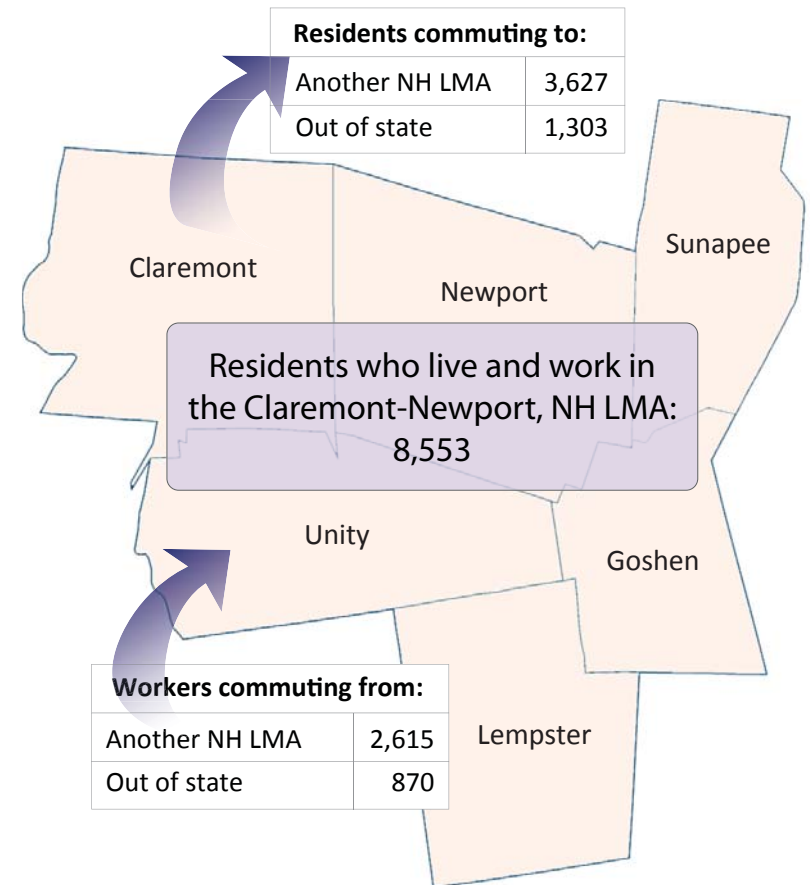 Residents commuting to:
Another NH LMA 3,627
Out of state 1,303
Sunapee
Claremont
Newport
Residents who live and work in
the Claremont-Newport, NH LMA:
8,553
Unity
Goshen
Workers commuting from:
Another NH LMA 2,615
Lempster
Out of state 870